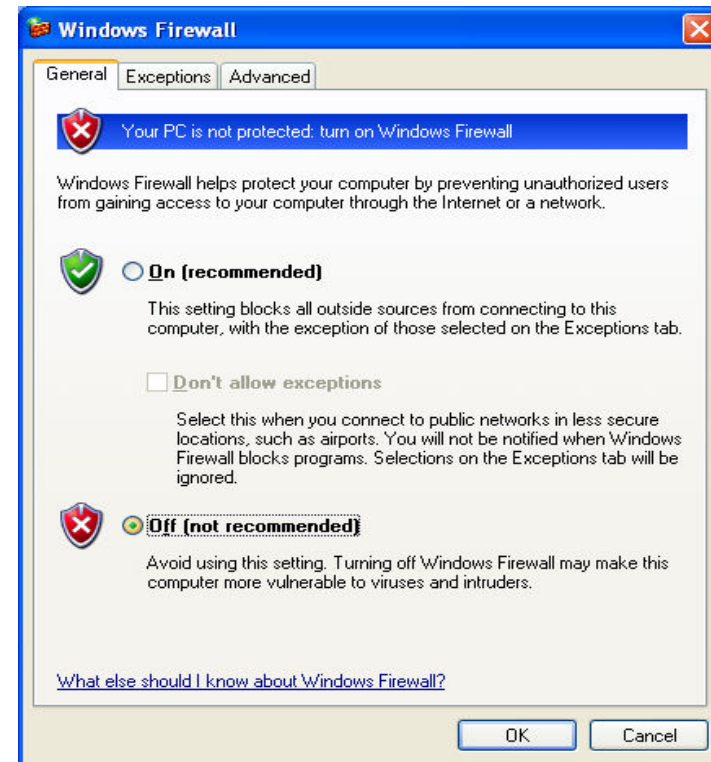 Windows Firewall
General Exceptions Advanced
Your PC is not protected: turn on Windows Firewall
Windows Firewall helps protect your computer by preventing unauthorized users
from gaining access to your computer through the Internet or a network.
On (recommended)
This setting blocks all outside sources from connecting to this
computer, with the exception of those selected on the Exceptions tab.
Don't allow exceptions
Select this when you connect to public networks in less secure
locations, such as airports. You will not be notified when Windows
Firewall blocks programs. Selections on the Exceptions tab will be
ignored.
Off (not recommended)
Avoid using this setting. Turning off Windows Firewall may make this
computer more vulnerable to viruses and intruders.
What else should I know about Windows Firewall?
OK Cancel